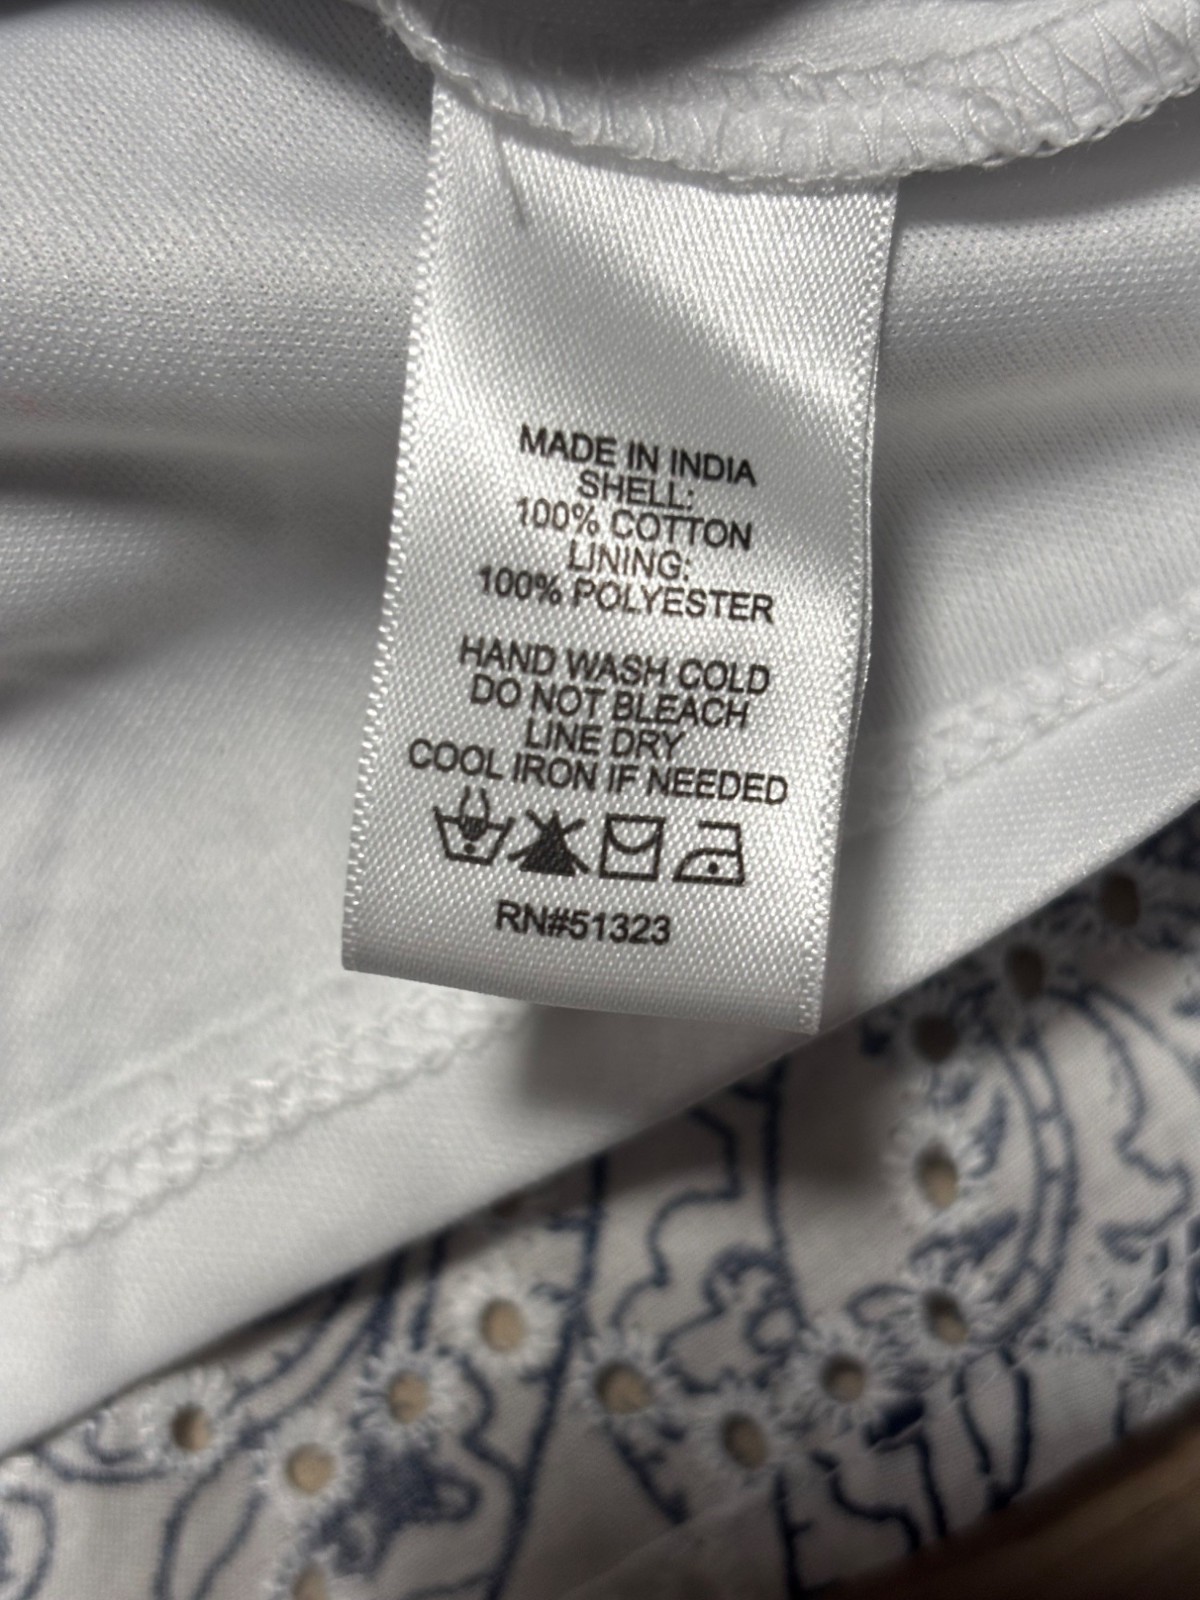 MADE IN INDIA
SHELL:
100% COTTON
LINING:
100% POLYESTER
HAND WASH COLD
DO NOT BLEACH
LINE DRY
COOL IRON IF NEEDED
RN#51323